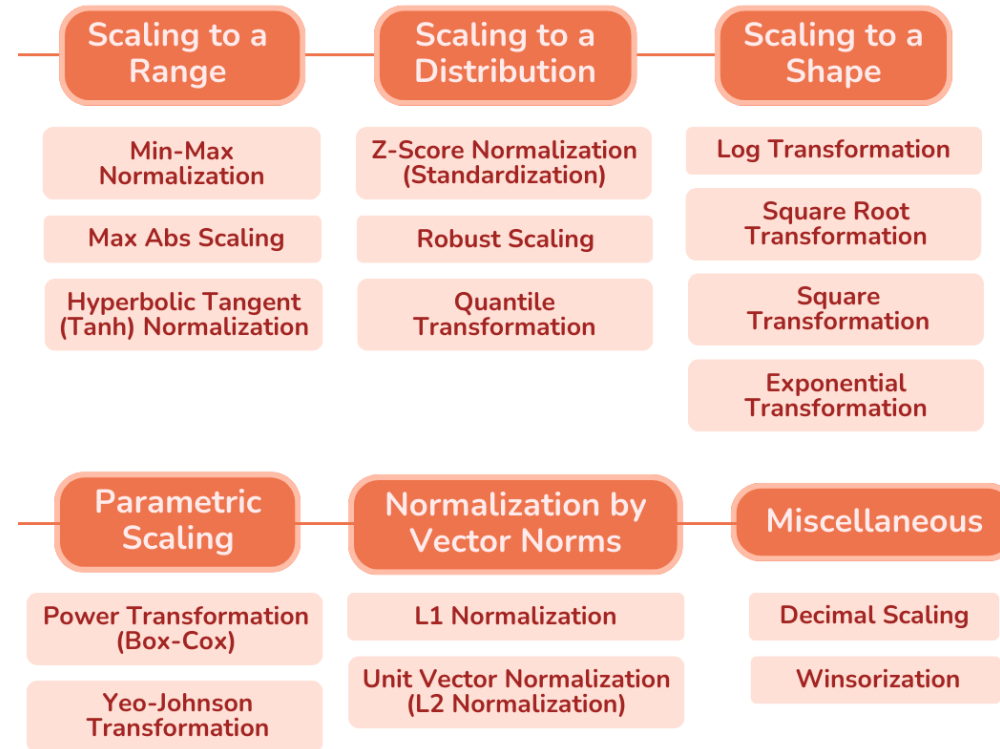 Scaling to a
Range
Scaling to a
Distribution
Scaling to a
Shape
Min-Max
Normalization
Max Abs Scaling
Hyperbolic Tangent
(Tanh) Normalization
Z-Score Normalization
(Standardization)
Robust Scaling
Quantile
Transformation
Log Transformation
Square Root
Transformation
Square
Transformation
Exponential
Transformation
Parametric
Scaling
Normalization by
Vector Norms
Miscellaneous
Power Transformation
(Box-Cox)
Yeo-Johnson
Transformation
L1 Normalization
Unit Vector Normalization
(L2 Normalization)
Decimal Scaling
Winsorization